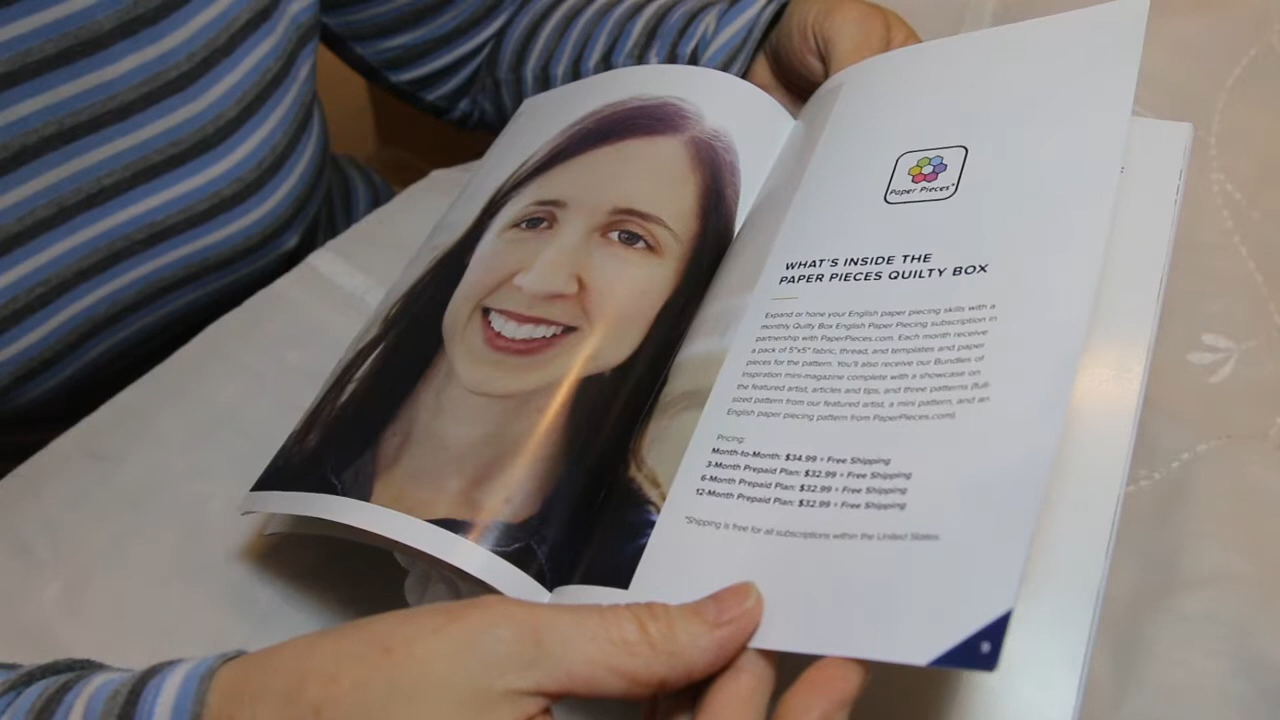 Paper Pieces®
WHAT'S INSIDE THE
PAPER PIECES QUILTY BOX
Expand or hone your English paper piecing skills with a
monthly Quilty Box English Paper Piecing subscription in
partnership with PaperPieces.com. Each month receive
a pack of 5"x5" fabric, thread, and templates and paper
pieces for the pattern. You'll also receive our Bundles of
Inspiration mini-magazine complete with a showcase on
the featured artist, articles and tips, and three patterns (full-
sized pattern from our featured artist, a mini pattern, and an
English paper piecing pattern from PaperPieces.com).
Pricing:
Month-to-Month: $34.99 + Free Shipping
3-Month Prepaid Plan: $32.99 + Free Shipping
6-Month Prepaid Plan: $32.99 + Free Shipping
12-Month Prepaid Plan: $32.99 + Free Shipping
*Shipping is free for all subscriptions within the United States.